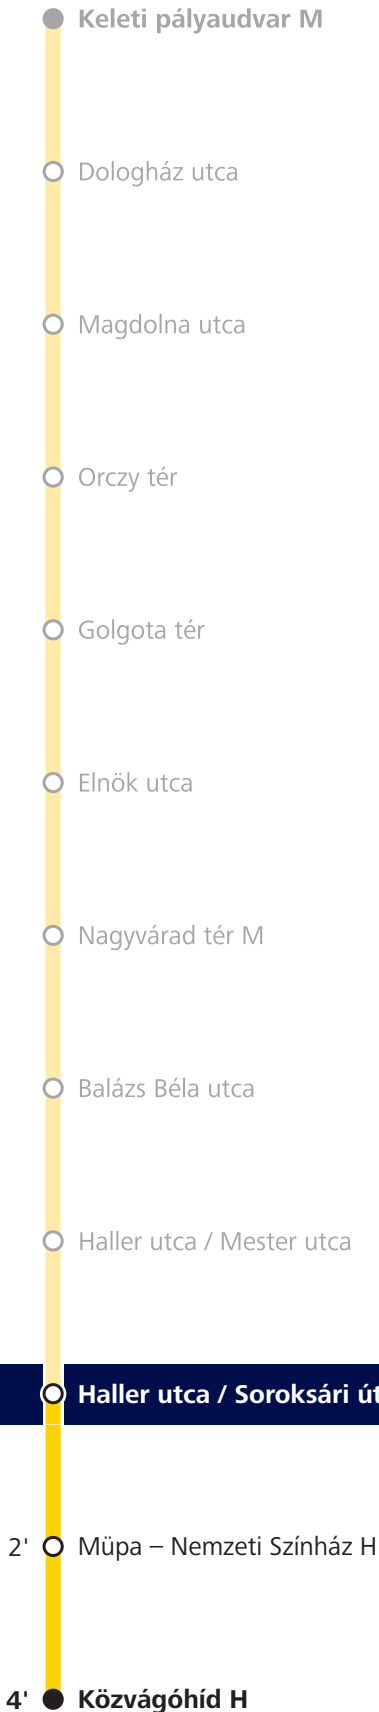 Keleti pályaudvar M
Dologház utca
Magdolna utca
Orczy tér
Golgota tér
Elnök utca
Nagyvárad tér M
Balázs Béla utca
Haller utca / Mester utca
Haller utca / Soroksári út
2' Müpa – Nemzeti Színház H
4' Közvágóhíd H